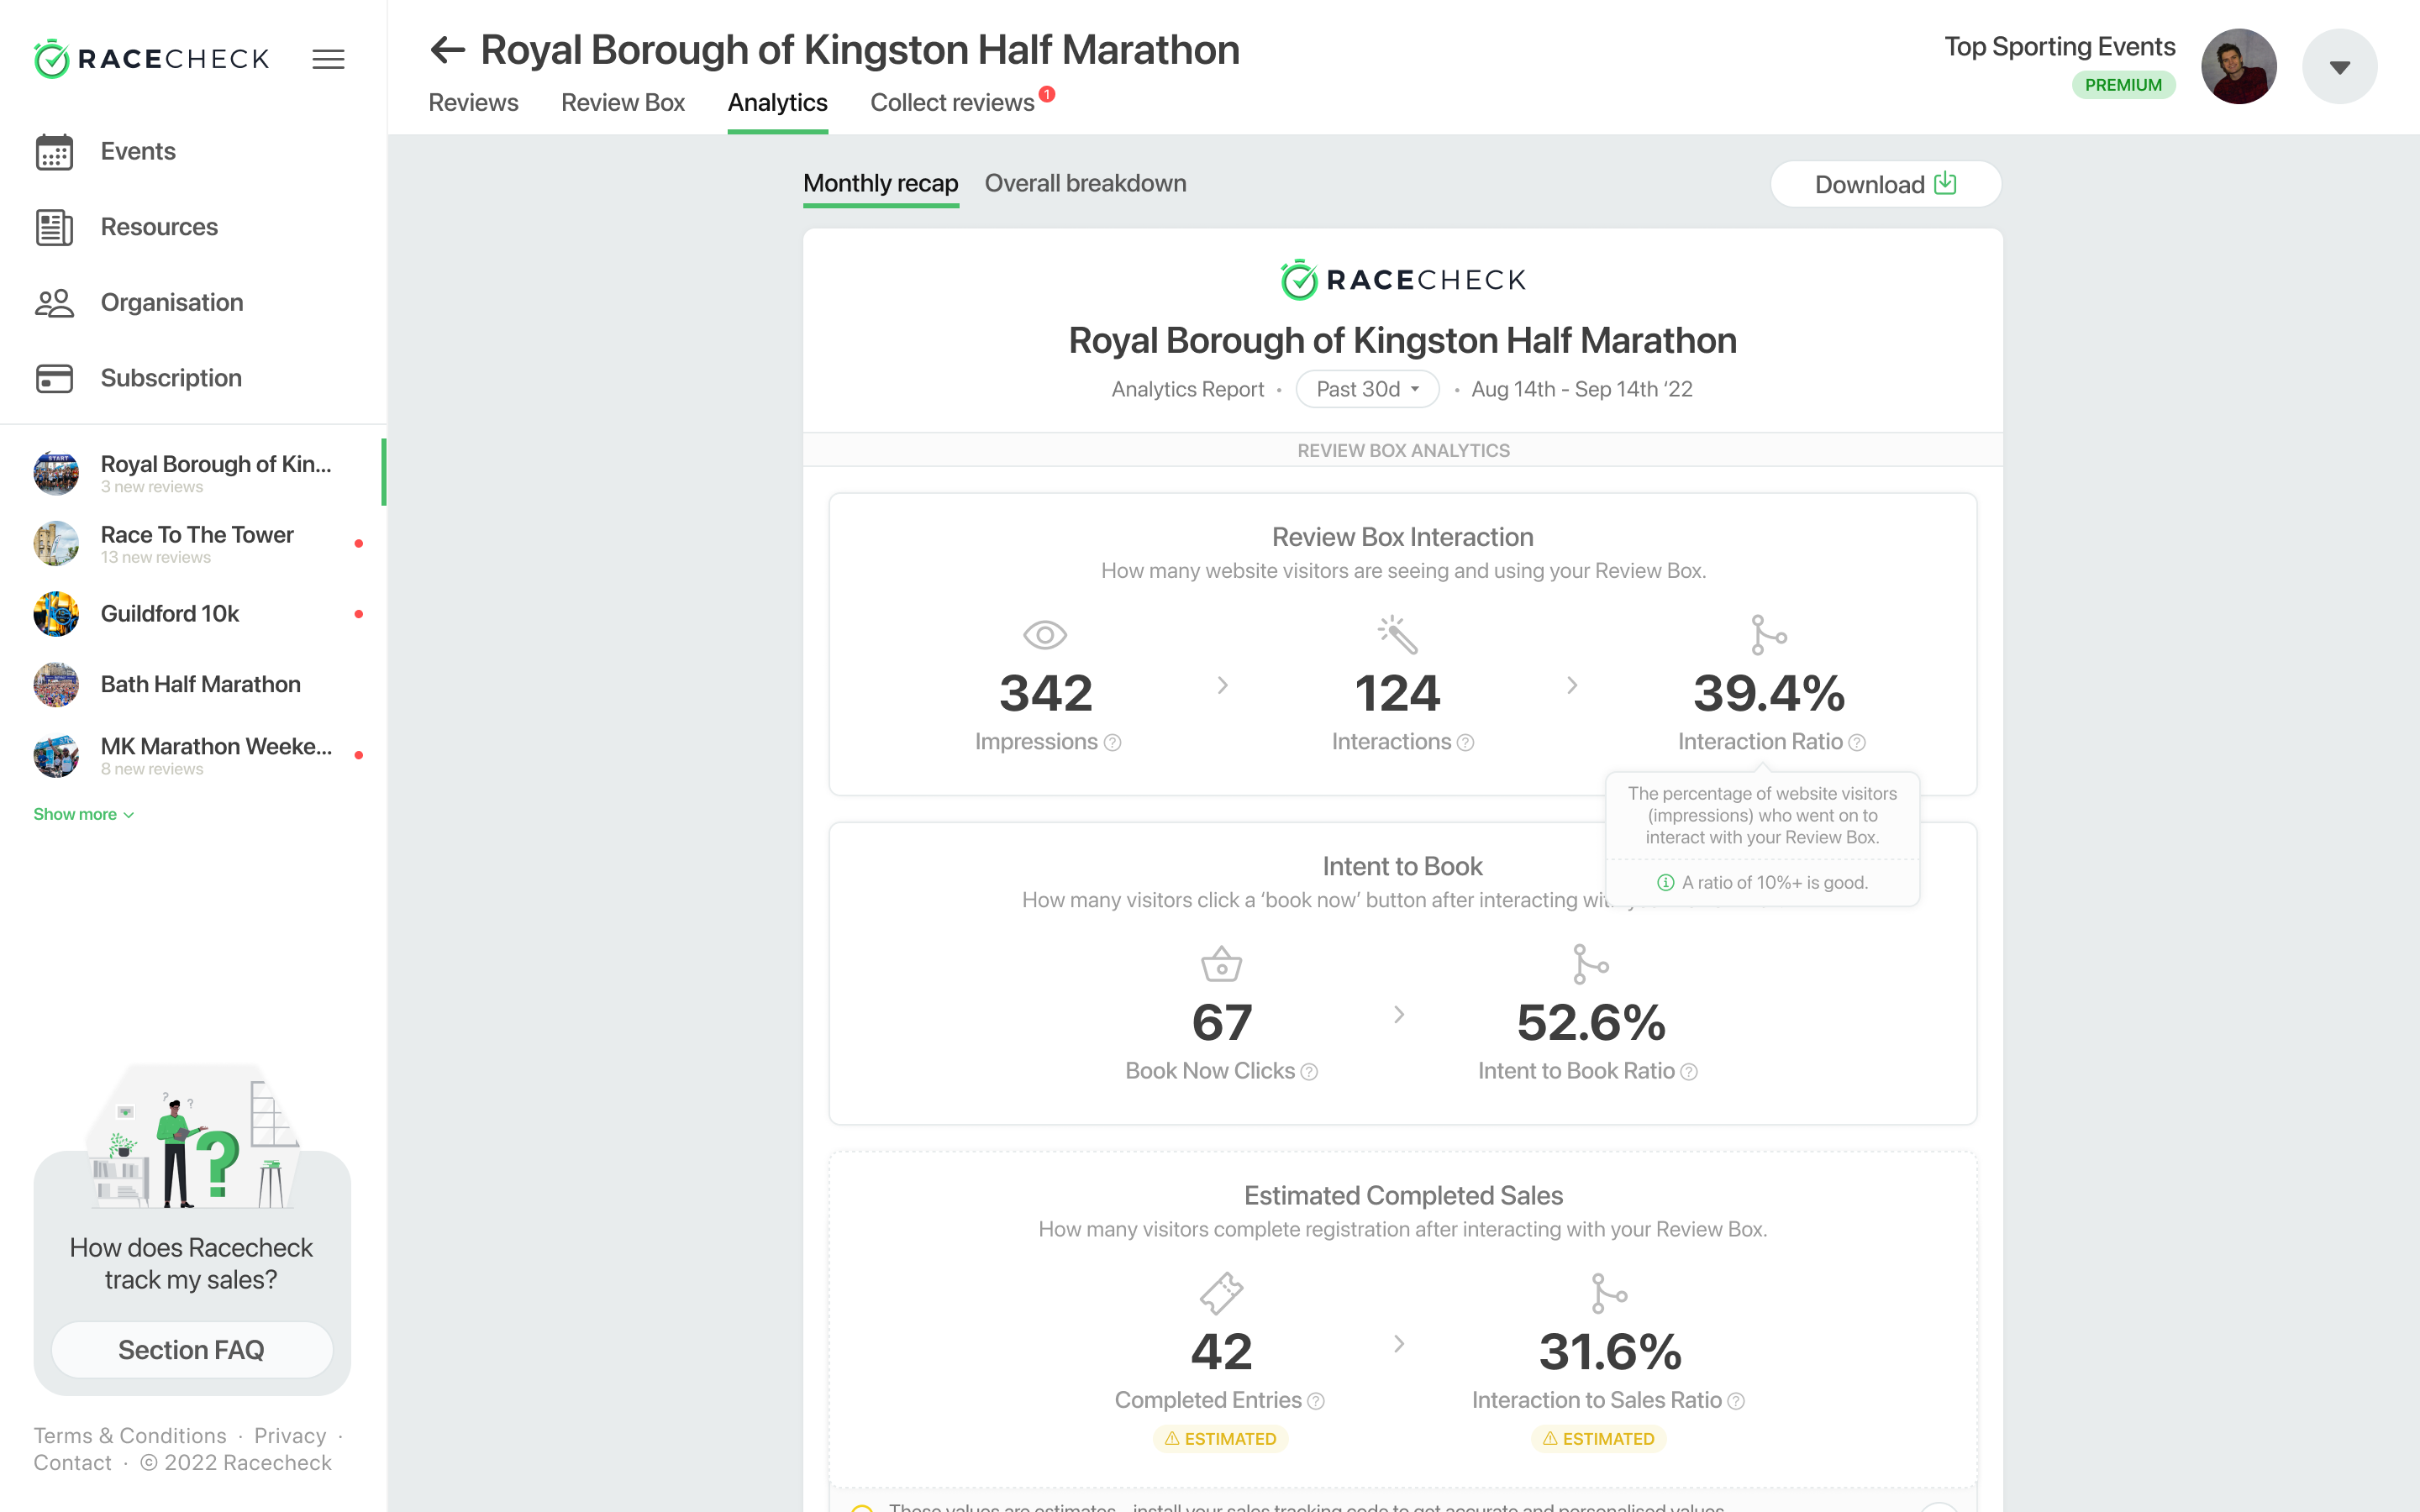 RACECHECK
Events
Resources
Organisation
Subscription
Royal Borough of Kin...
3 new reviews
Race To The Tower
13 new reviews
Guildford 10k
Bath Half Marathon
MK Marathon Weeke...
8 new reviews
Show more
? ?
?
How does Racecheck
track my sales?
Section FAQ
Terms & Conditions · Privacy ·
Contact · © 2022 Racecheck
Royal Borough of Kingston Half Marathon
Reviews Review Box Analytics Collect reviews 1
Top Sporting Events
PREMIUM
Monthly recap Overall breakdown
Download
RACECHECK
Royal Borough of Kingston Half Marathon
Analytics Report • Past 30d • Aug 14th - Sep 14th ‘22
REVIEW BOX ANALYTICS
Review Box Interaction
How many website visitors are seeing and using your Review Box.
342 > 124 > 39.4%
Impressions ? Interactions ? Interaction Ratio ?
The percentage of website visitors
(impressions) who went on to
interact with your Review Box.
A ratio of 10%+ is good.
Intent to Book
How many visitors click a ‘book now’ button after interacting
67 > 52.6%
Book Now Clicks ? Intent to Book Ratio ?
Estimated Completed Sales
How many visitors complete registration after interacting with your Review Box.
42 > 31.6%
Completed Entries ? Interaction to Sales Ratio ?
ESTIMATED ESTIMATED
These values are estimates - install your sales tracking code to get accurate and personalised values